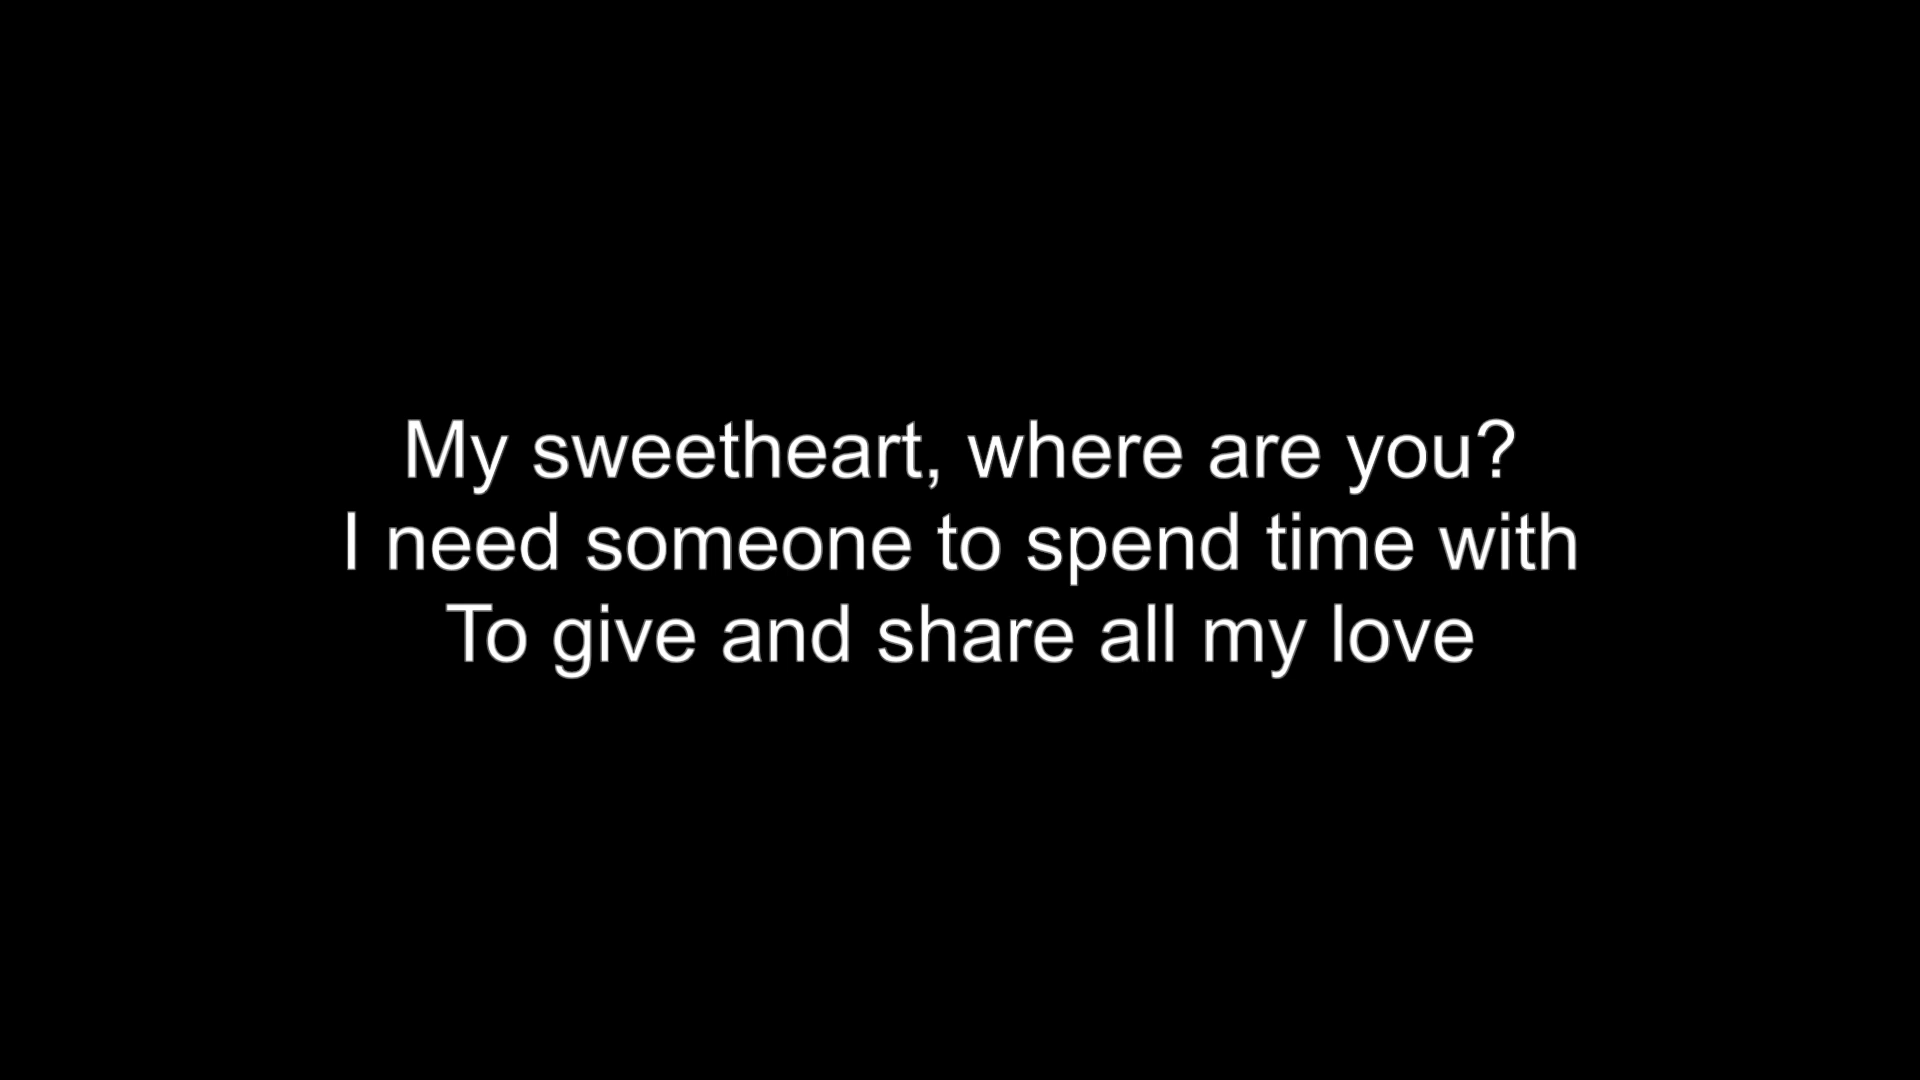 My sweetheart, where are you?
I need someone to spend time with
To give and share all my love